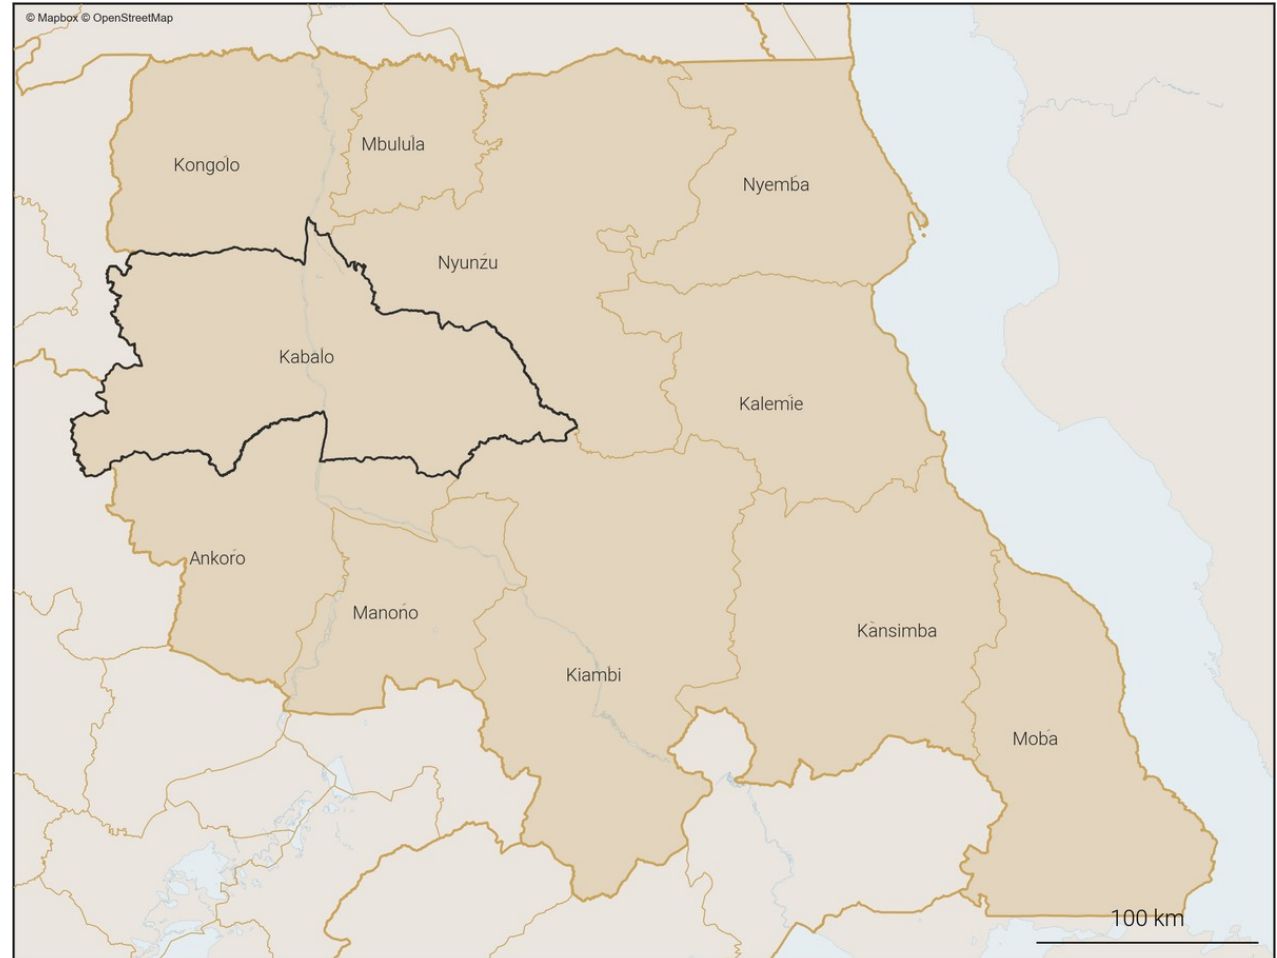 © Mapbox © OpenStreetMap
Mbulula
Kongolo
Nyemba
Nyunzu
Kabalo
Kalemie
Ankoro
Manono
Kansimba
Kiambi
Moba
100 km